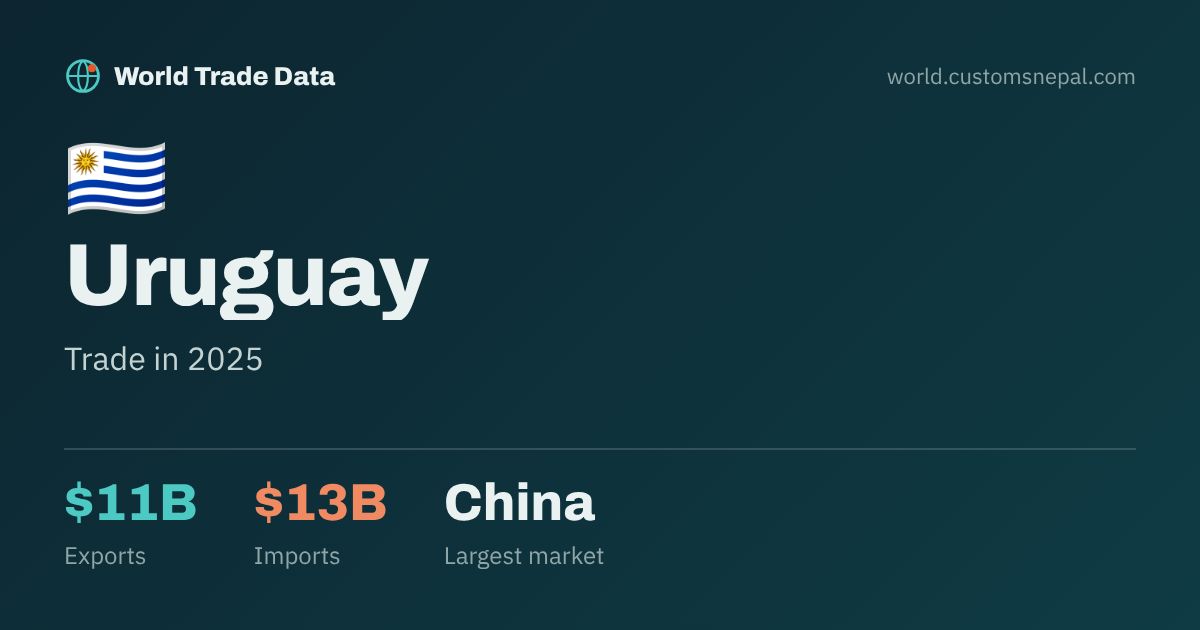 World Trade Data
world.customsnepal.com
Uruguay
Trade in 2025
$11B $13B China
Exports Imports Largest market